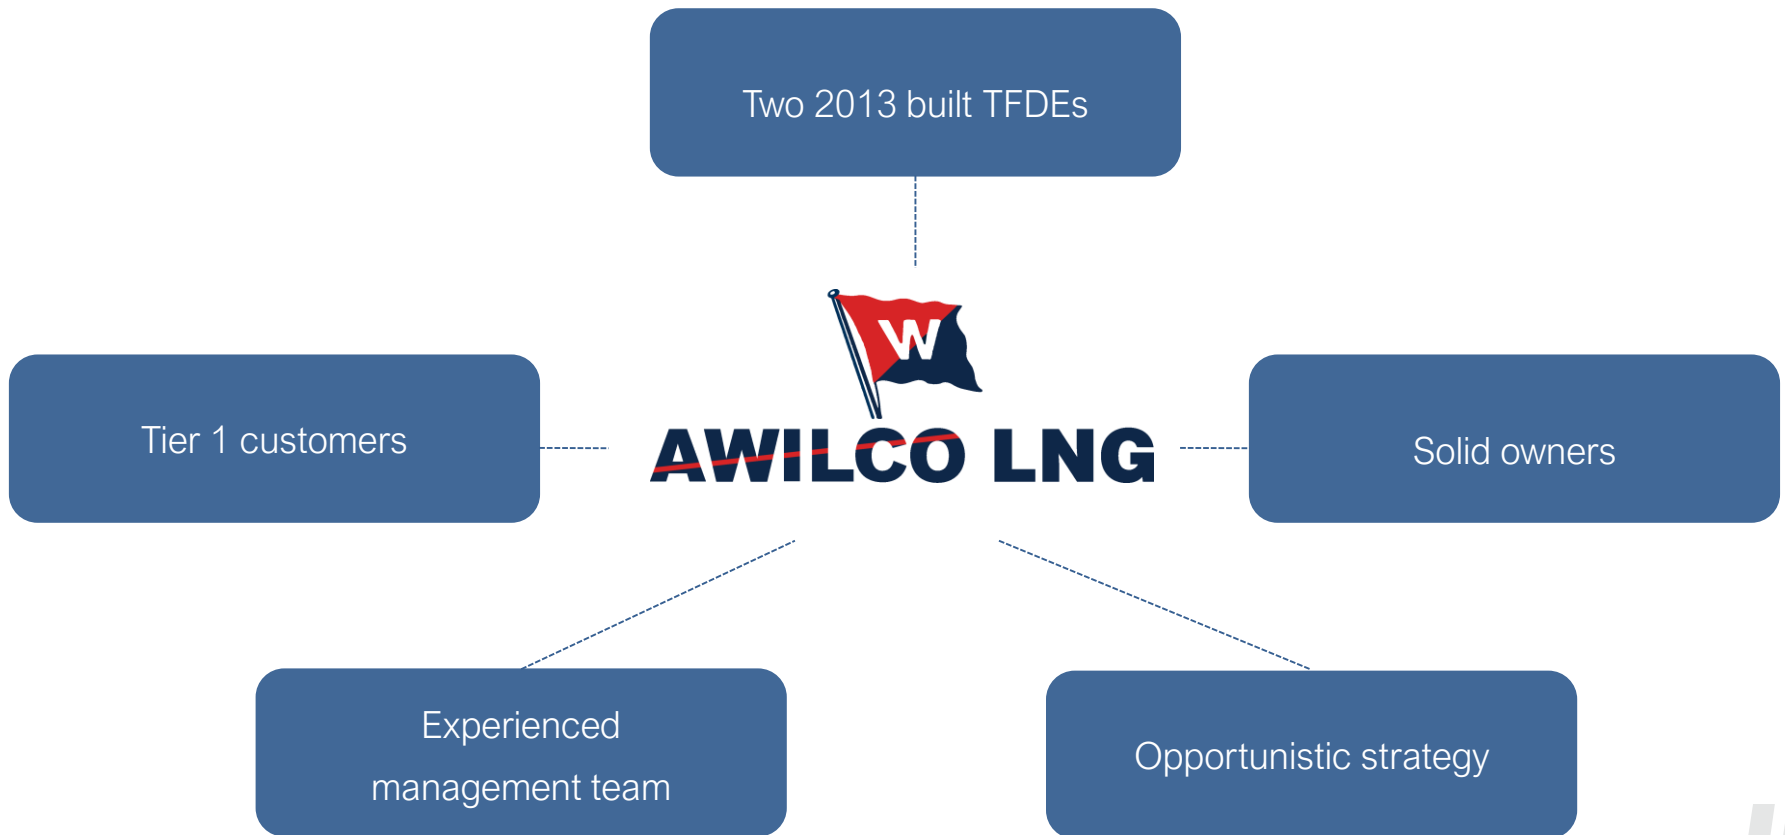 Two 2013 built TFDEs
W
AWILCO LNG
Tier 1 customers
Solid owners
Experienced
management team
Opportunistic strategy